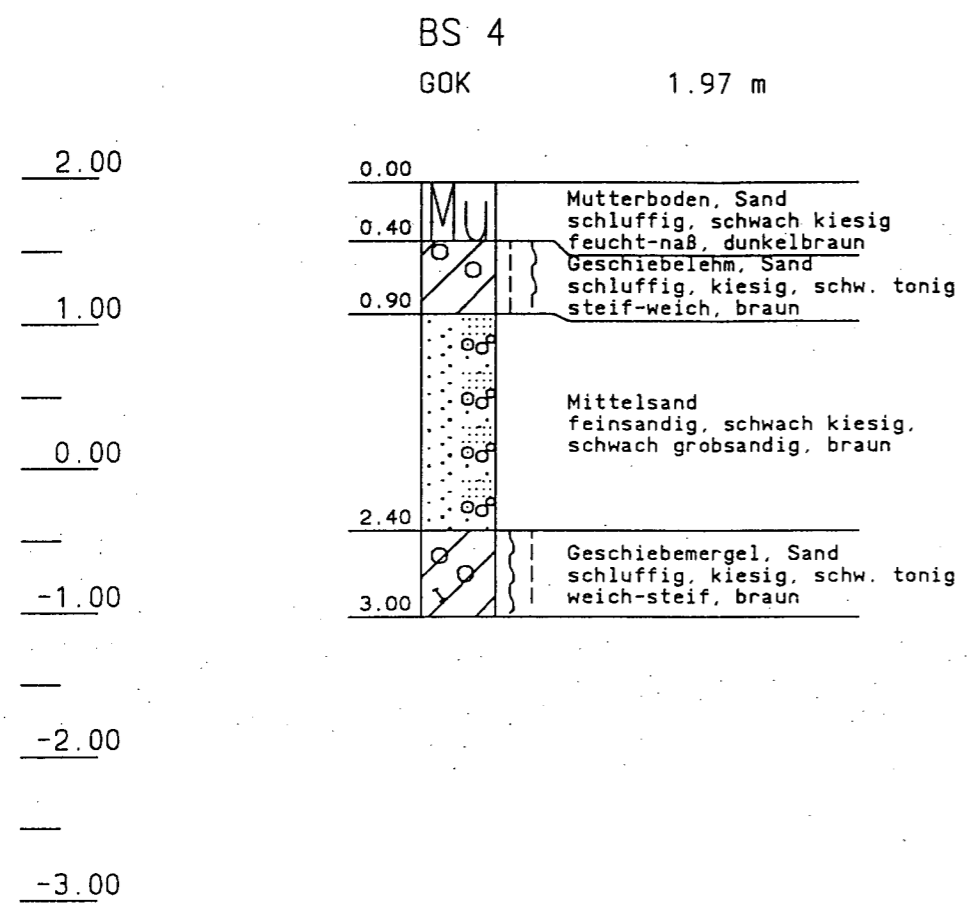 BS 4
GOK 1.97 m
2.00
0.00
MU
Mutterboden, Sand
schluffig, schwach kiesig
feucht-naß, dunkelbraun
0.40
Geschiebelehm, Sand
schluffig, kiesig, schw. tonig
steif-weich, braun
0.90
1.00
Mittelsand
feinsandig, schwach kiesig,
schwach grobsandig, braun
0.00
2.40
Geschiebemergel, Sand
schluffig, kiesig, schw. tonig
weich-steif, braun
-1.00
3.00
-2.00
-3.00